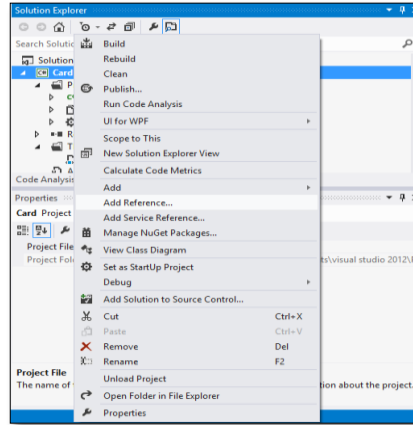 Solution Explorer
Search Solutio
Build
Solution
Rebuild
Card
Clean
P
Publish...
Run Code Analysis
UI for WPF
R
Scope to This
T
New Solution Explorer View
Calculate Code Metrics
Code Analysis
Add
Properties
Add Reference...
Card Project
Add Service Reference...
Manage NuGet Packages...
Project File
View Class Diagram
Project Fol
Set as StartUp Project
ts\visual studio 2012\P
Debug
Add Solution to Source Control...
Cut Ctrl+X
Paste Ctrl+V
Remove Del
Rename F2
Project File
Unload Project
The name of
tion about the project.
Open Folder in File Explorer
Properties